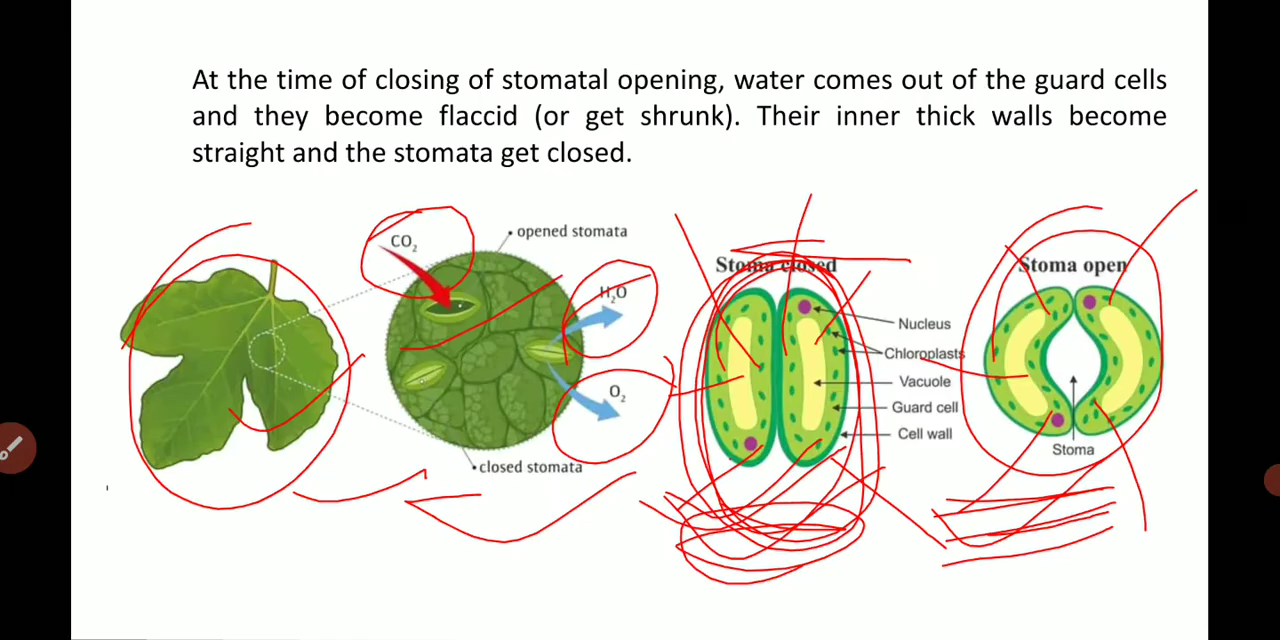 At the time of closing of stomatal opening, water comes out of the guard cells
and they become flaccid (or get shrunk). Their inner thick walls become
straight and the stomata get closed.
CO₂
opened stomata
H₂O
O₂
closed stomata
Stoma closed
Nucleus
Chloroplasts
Vacuole
Guard cell
Cell wall
Stoma open
Stoma